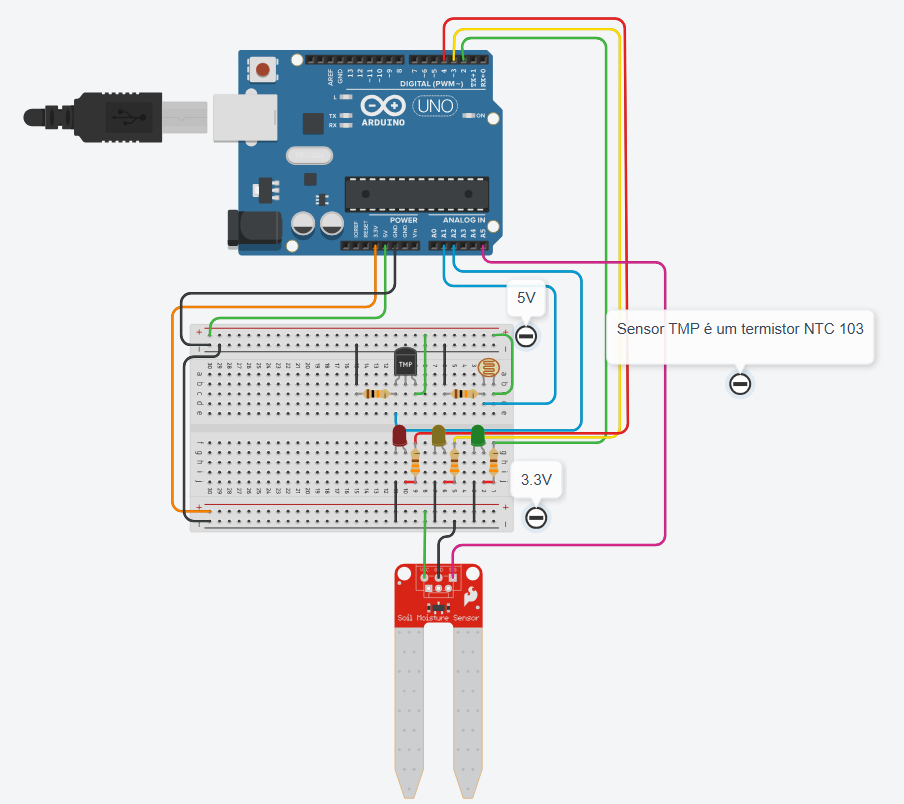 AREF
GND
13
12
~11
~10
~9
8
7
~6
~5
4
~3
2
TX→1
RX←0
DIGITAL (PWM~)
L
TX
RX
UNO
ARDUINO
ON
POWER
ANALOG IN
IOREF
RESET
3.3V
5V
GND
GND
Vin
A0
A1
A2
A3
A4
A5
5V
Sensor TMP é um termistor NTC 103
TMP
a
b
c
d
e
f
g
h
i
j
3.3V
Soil Moisture Sensor